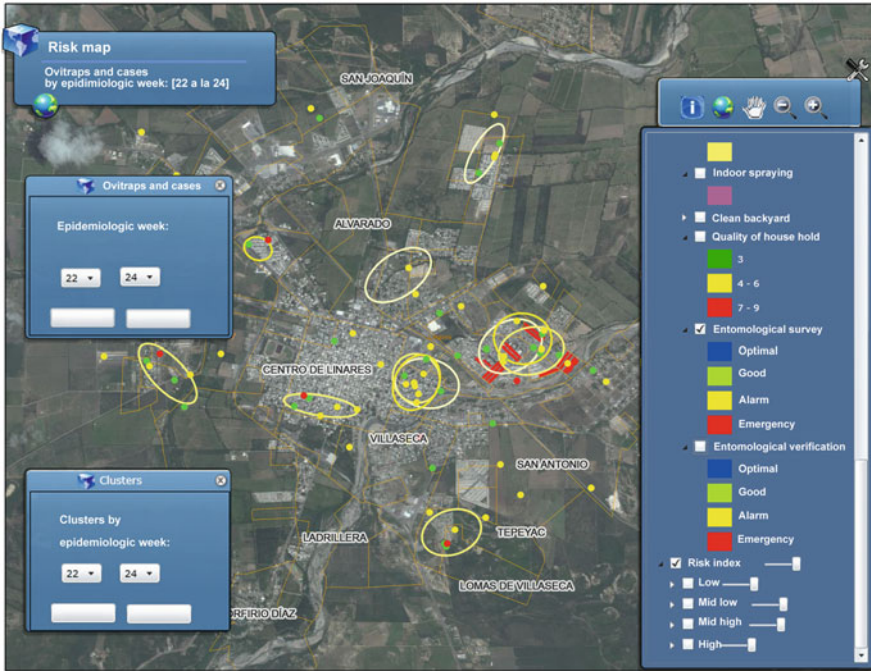 Risk map
Ovitraps and cases
by epidimiologic week: [22 a la 24]
SAN JOAQUÍN
Ovitraps and cases
Epidemiologic week:
22
24
ALVARADO
CENTRO DE LINARES
VILLASECA
SAN ANTONIO
TEPEYAC
LADRILLERA
LOMAS DE VILLASECA
ORFIRIO DÍAZ
Clusters
Clusters by
epidemiologic week:
22
24
Indoor spraying
Clean backyard
Quality of house hold
3
4 - 6
7 - 9
Entomological survey
Optimal
Good
Alarm
Emergency
Entomological verification
Optimal
Good
Alarm
Emergency
Risk index
Low
Mid low
Mid high
High